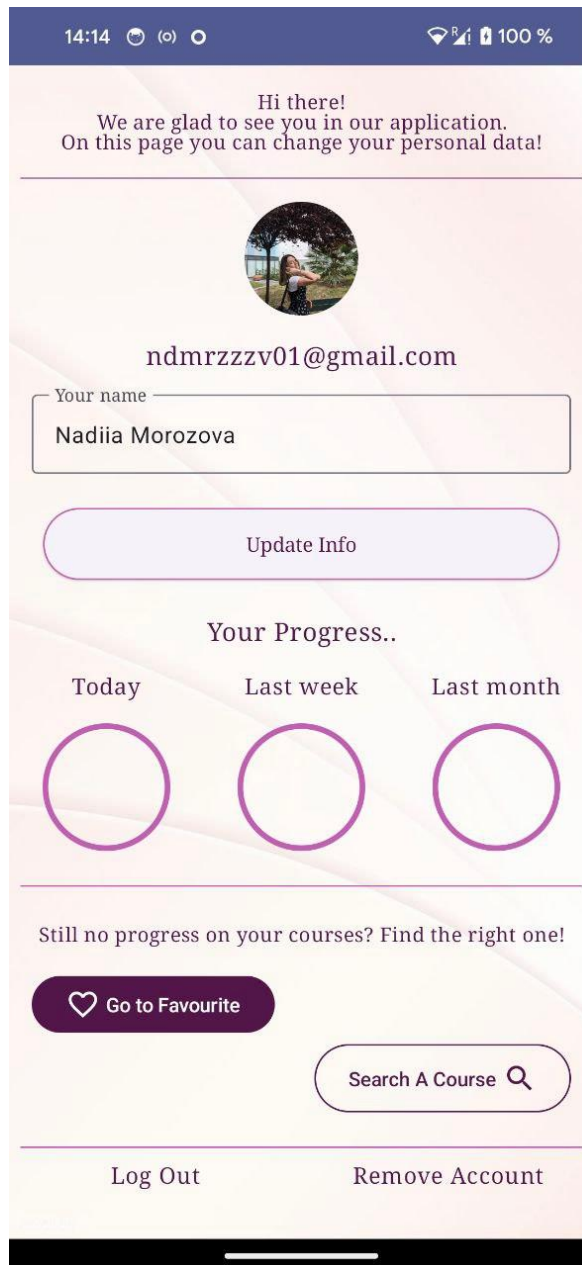 14:14 R 100 %
Hi there!
We are glad to see you in our application.
On this page you can change your personal data!
ndmrzzzv01@gmail.com
Your name
Nadiia Morozova
Update Info
Your Progress..
Today Last week Last month
Still no progress on your courses? Find the right one!
Go to Favourite
Search A Course
Log Out Remove Account